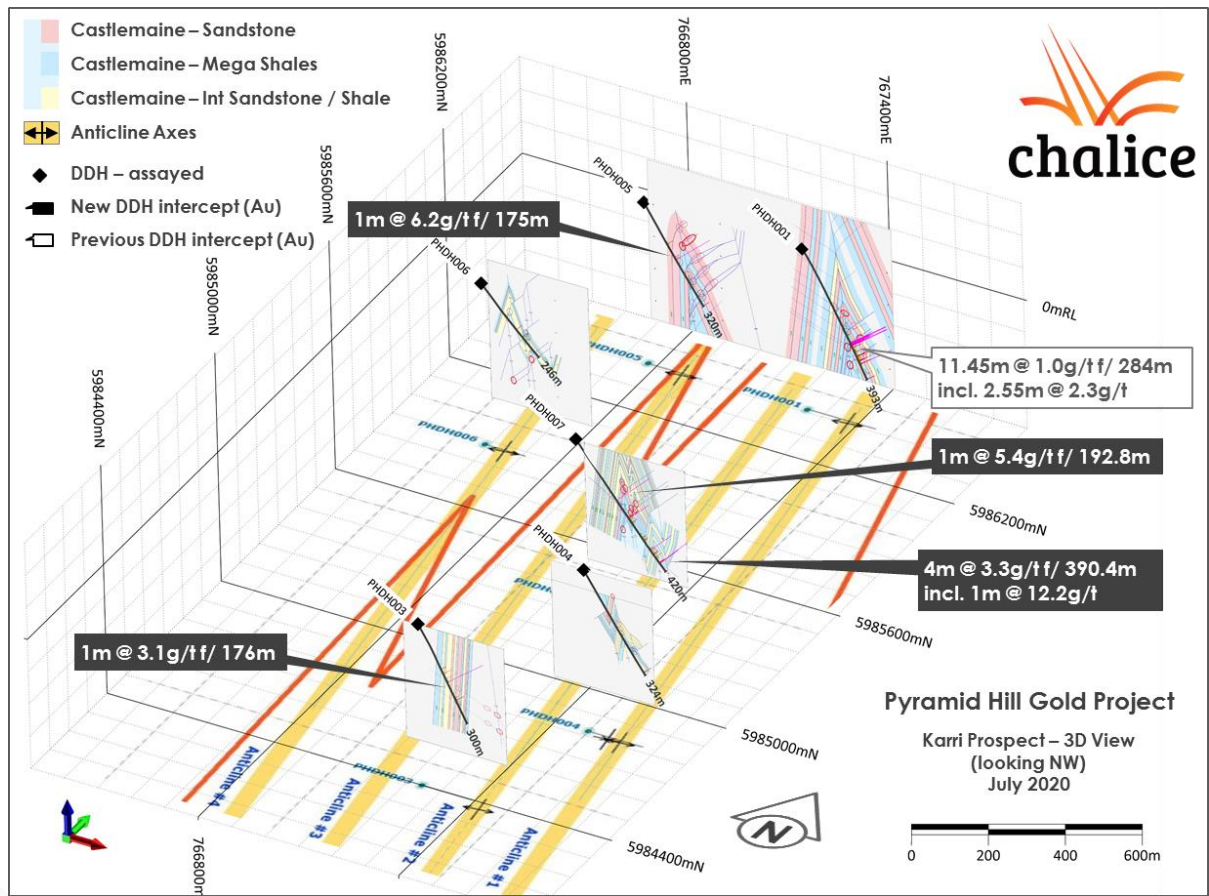 Castlemaine – Sandstone
Castlemaine – Mega Shales
Castlemaine – Int Sandstone / Shale
Anticline Axes
DDH – assayed
New DDH intercept (Au)
Previous DDH intercept (Au)
chalice
5986200mN
766800mE
767400mE
5985600mN
5985000mN
5984400mN
0mRL
PHDH005
1m @ 6.2g/t f/ 175m
320m
PHDH001
11.45m @ 1.0g/t f/ 284m
incl. 2.55m @ 2.3g/t
393m
PHDH006
246m
PHDH005
PHDH001
PHDH006
PHDH007
1m @ 5.4g/t f/ 192.8m
5986200mN
4m @ 3.3g/t f/ 390.4m
incl. 1m @ 12.2g/t
420m
PHDH004
324m
5985600mN
PHDH003
1m @ 3.1g/t f/ 176m
300m
PHDH004
5985000mN
PHDH003
Anticline #4
Anticline #3
Anticline #2
Anticline #1
5984400mN
766800m
Pyramid Hill Gold Project
Karri Prospect – 3D View
(looking NW)
July 2020
N
0 200 400 600m